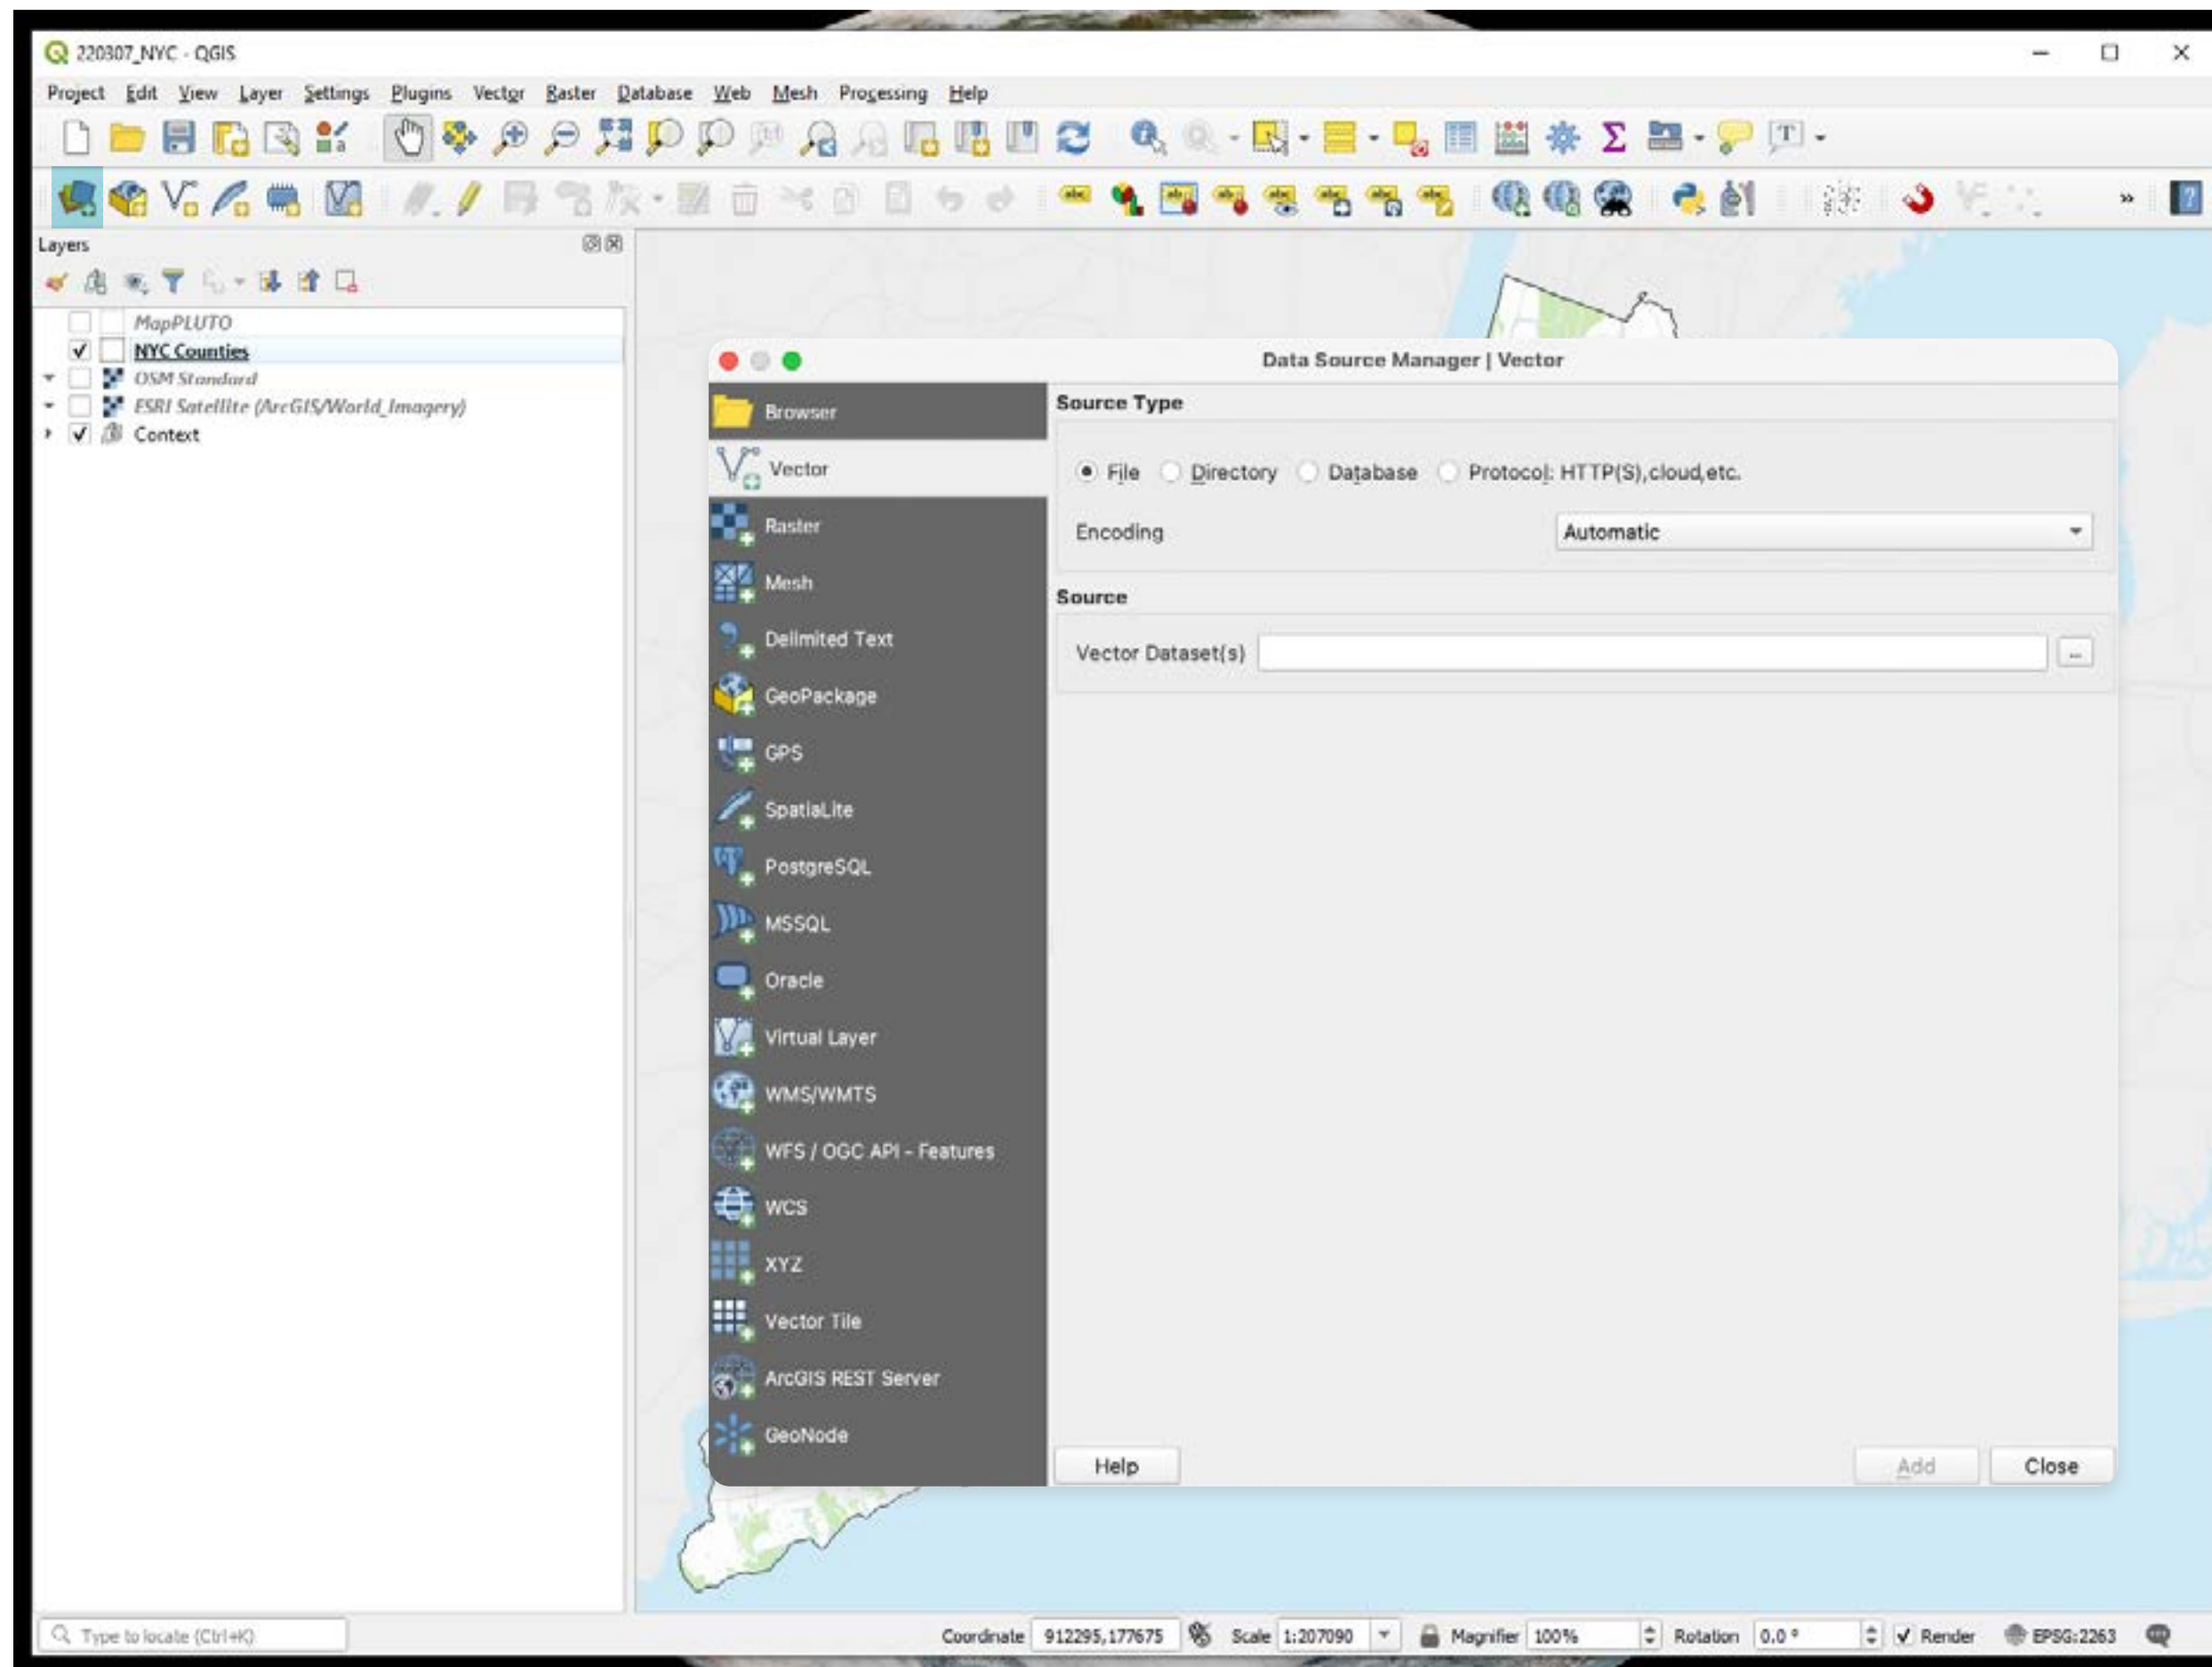 220307_NYC - QGIS
Project Edit View Layer Settings Plugins Vector Raster Database Web Mesh Processing Help
Layers
MapPLUTO
NYC Counties
OSM Standard
ESRI Satellite (ArcGIS/World_Imagery)
Context
Data Source Manager | Vector
Browser
Vector
Raster
Mesh
Delimited Text
GeoPackage
GPS
SpatiaLite
PostgreSQL
MSSQL
Oracle
Virtual Layer
WMS/WMTS
WFS / OGC API - Features
WCS
XYZ
Vector Tile
ArcGIS REST Server
GeoNode
Source Type
File Directory Database Protocol: HTTP(S),cloud,etc.
Encoding Automatic
Source
Vector Dataset(s) ...
Help Add Close
Type to locate (Ctrl+K) Coordinate 912295,177675 Scale 1:207090 Magnifier 100% Rotation 0.0 ° Render EPSG:2263